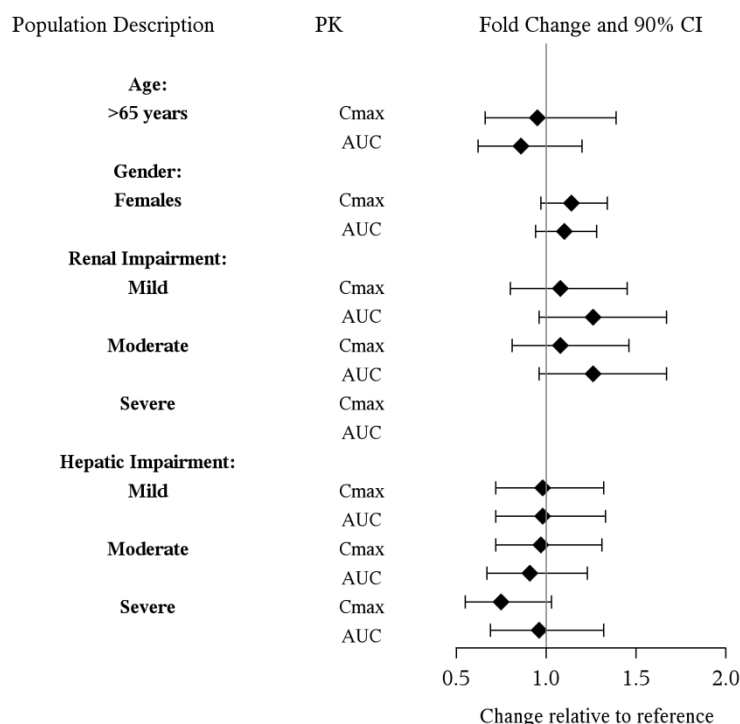 Population Description PK Fold Change and 90% CI
Age:
>65 years Cmax
AUC
Gender:
Females Cmax
AUC
Renal Impairment:
Mild Cmax
AUC
Moderate Cmax
AUC
Severe Cmax
AUC
Hepatic Impairment:
Mild Cmax
AUC
Moderate Cmax
AUC
Severe Cmax
AUC
0.5 1.0 1.5 2.0
Change relative to reference